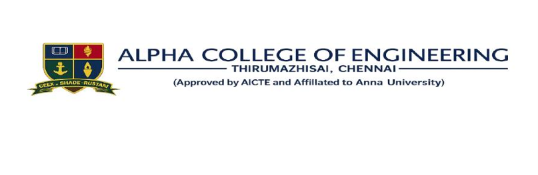 ALPHA COLLEGE OF ENGINEERING
THIRUMAZHISAI, CHENNAI
(Approved by AICTE and Affiliated to Anna University)